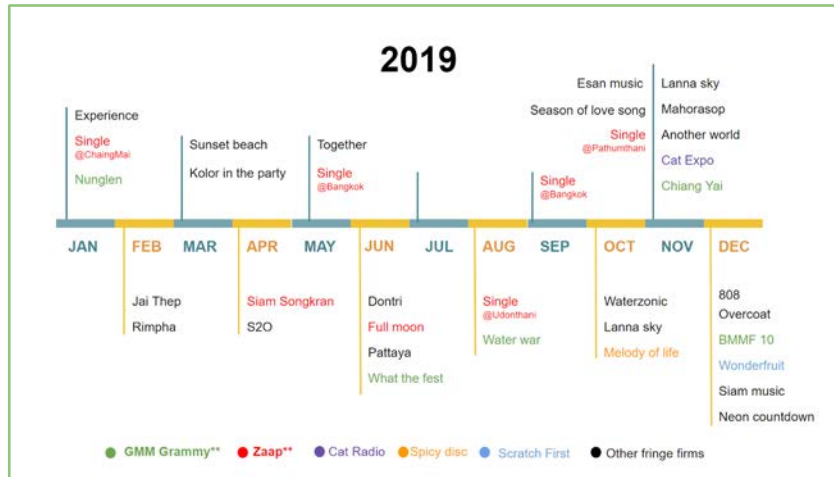 2019
Experience
Single
@ChaingMai
Nunglen
Sunset beach
Kolor in the party
Together
Single
@Bangkok
Single
@Bangkok
Esan music
Season of love song
Single
@Pathumthani
Lanna sky
Mahorasop
Another world
Cat Expo
Chiang Yai
JAN FEB MAR APR MAY JUN JUL AUG SEP OCT NOV DEC
Jai Thep
Rimpha
Siam Songkran
S2O
Dontri
Full moon
Pattaya
What the fest
Single
@Udonthani
Water war
Waterzonic
Lanna sky
Melody of life
808
Overcoat
BMMF 10
Wonderfruit
Siam music
Neon countdown
GMM Grammy** Zaap** Cat Radio Spicy disc Scratch First Other fringe firms